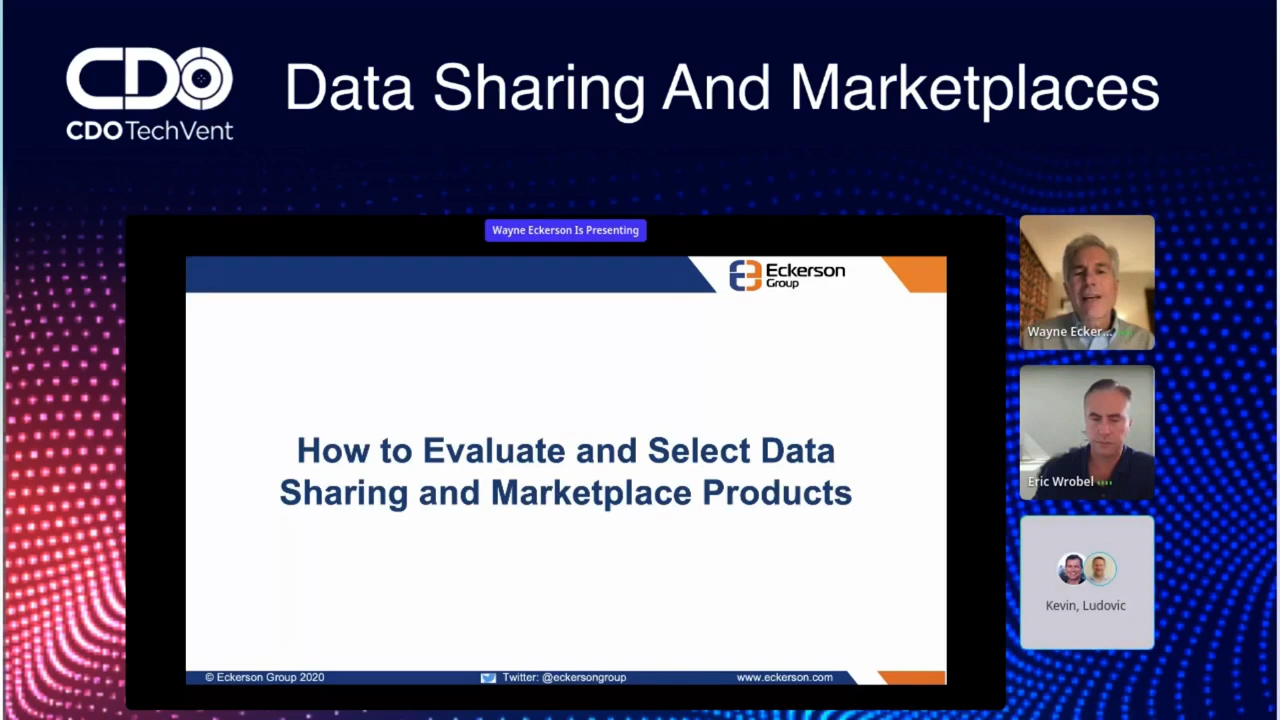 CDO
CDOTechVent
Data Sharing And Marketplaces
Wayne Eckerson Is Presenting
Eckerson
Group
How to Evaluate and Select Data
Sharing and Marketplace Products
© Eckerson Group 2020
Twitter: @eckersongroup
www.eckerson.com
Wayne Ecker...
Eric Wrobel
Kevin, Ludovic